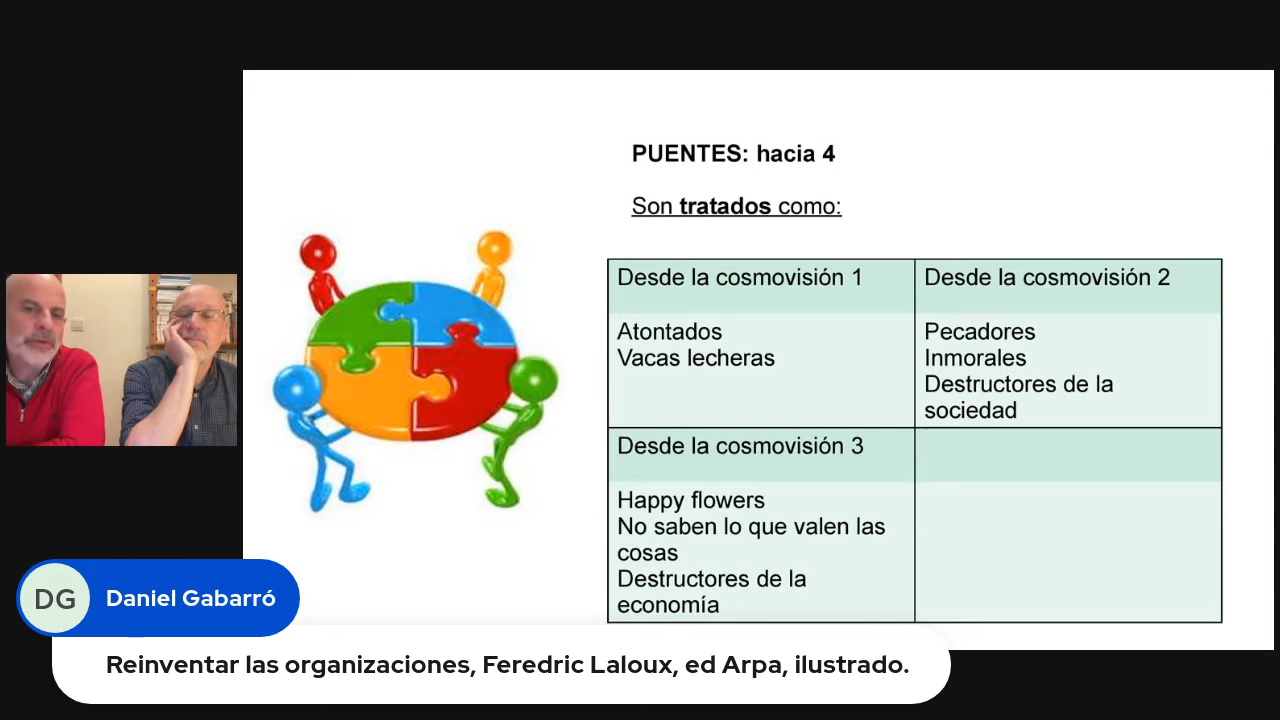 PUENTES: hacia 4
Son tratados como:
Desde la cosmovisión 1
Atontados
Vacas lecheras
Desde la cosmovisión 2
Pecadores
Inmorales
Destructores de la
sociedad
Desde la cosmovisión 3
Happy flowers
No saben lo que valen las
cosas
Destructores de la
economía
DG
Daniel Gabarró
Reinventar las organizaciones, Feredric Laloux, ed Arpa, ilustrado.